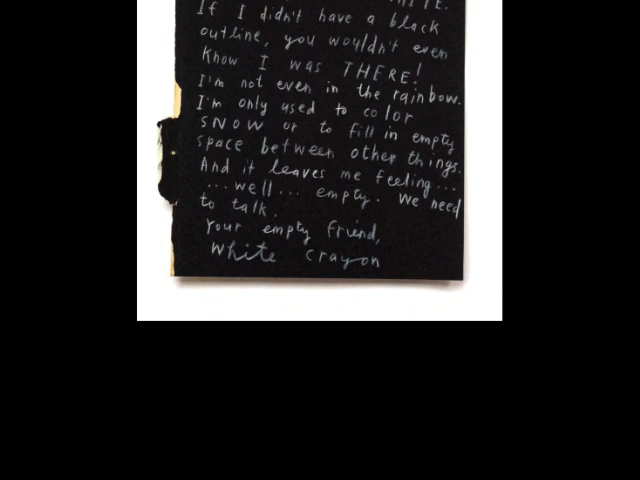 If I didn't have a black
outline, you wouldn't even
know I was THERE!
I'm not even in the rainbow.
I'm only used to color
SNOW or to fill in empty
space between other things.
And it leaves me feeling...
...well... empty. We need
to talk.
Your empty friend,
White crayon